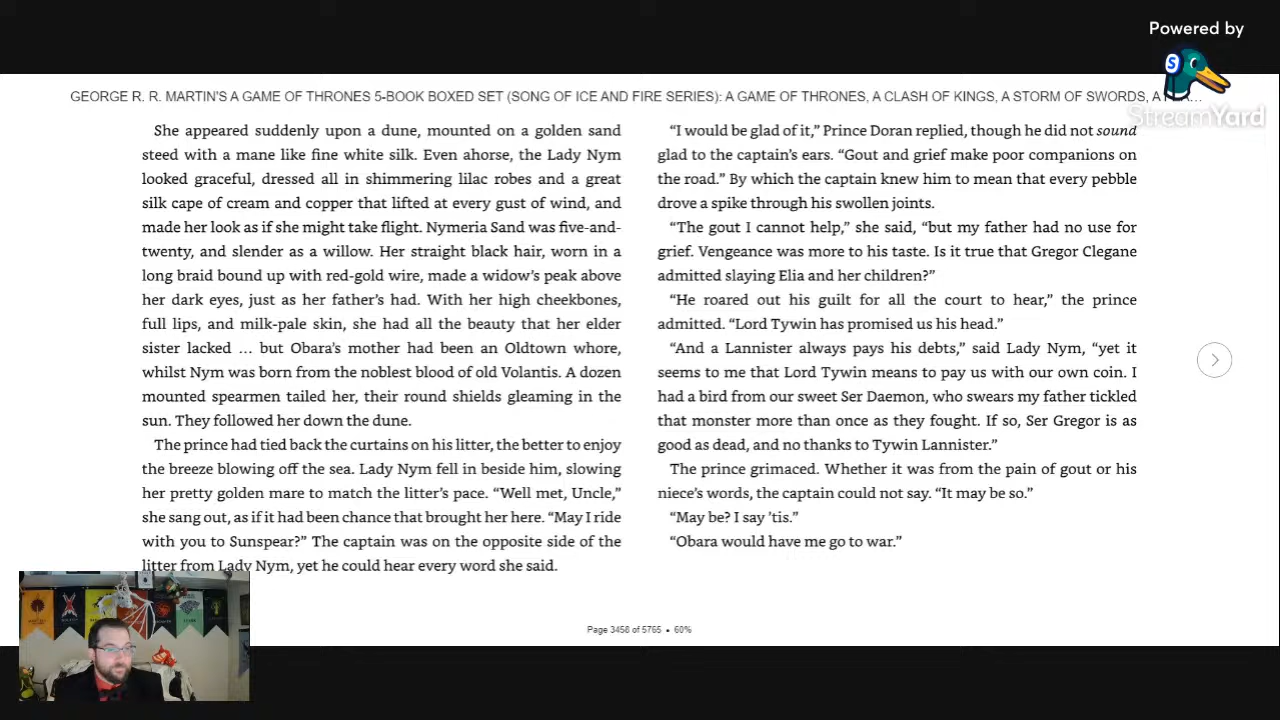 Powered by
StreamYard
GEORGE R. R. MARTIN'S A GAME OF THRONES 5-BOOK BOXED SET (SONG OF ICE AND FIRE SERIES): A GAME OF THRONES, A CLASH OF KINGS, A STORM OF SWORDS,
She appeared suddenly upon a dune, mounted on a golden sand
steed with a mane like fine white silk. Even ahorse, the Lady Nym
looked graceful, dressed all in shimmering lilac robes and a great
silk cape of cream and copper that lifted at every gust of wind, and
made her look as if she might take flight. Nymeria Sand was five-and-
twenty, and slender as a willow. Her straight black hair, worn in a
long braid bound up with red-gold wire, made a widow's peak above
her dark eyes, just as her father's had. With her high cheekbones,
full lips, and milk-pale skin, she had all the beauty that her elder
sister lacked … but Obara's mother had been an Oldtown whore,
whilst Nym was born from the noblest blood of old Volantis. A dozen
mounted spearmen tailed her, their round shields gleaming in the
sun. They followed her down the dune.
The prince had tied back the curtains on his litter, the better to enjoy
the breeze blowing off the sea. Lady Nym fell in beside him, slowing
her pretty golden mare to match the litter's pace. “Well met, Uncle,”
she sang out, as if it had been chance that brought her here. “May I ride
with you to Sunspear?” The captain was on the opposite side of the
litter from Lady Nym, yet he could hear every word she said.
“I would be glad of it,” Prince Doran replied, though he did not sound
glad to the captain's ears. “Gout and grief make poor companions on
the road.” By which the captain knew him to mean that every pebble
drove a spike through his swollen joints.
“The gout I cannot help,” she said, “but my father had no use for
grief. Vengeance was more to his taste. Is it true that Gregor Clegane
admitted slaying Elia and her children?”
“He roared out his guilt for all the court to hear,” the prince
admitted. “Lord Tywin has promised us his head.”
“And a Lannister always pays his debts,” said Lady Nym, “yet it
seems to me that Lord Tywin means to pay us with our own coin. I
had a bird from our sweet Ser Daemon, who swears my father tickled
that monster more than once as they fought. If so, Ser Gregor is as
good as dead, and no thanks to Tywin Lannister.”
The prince grimaced. Whether it was from the pain of gout or his
niece's words, the captain could not say. “It may be so.”
“May be? I say 'tis.”
“Obara would have me go to war.”
Page 3458 of 5765 • 60%